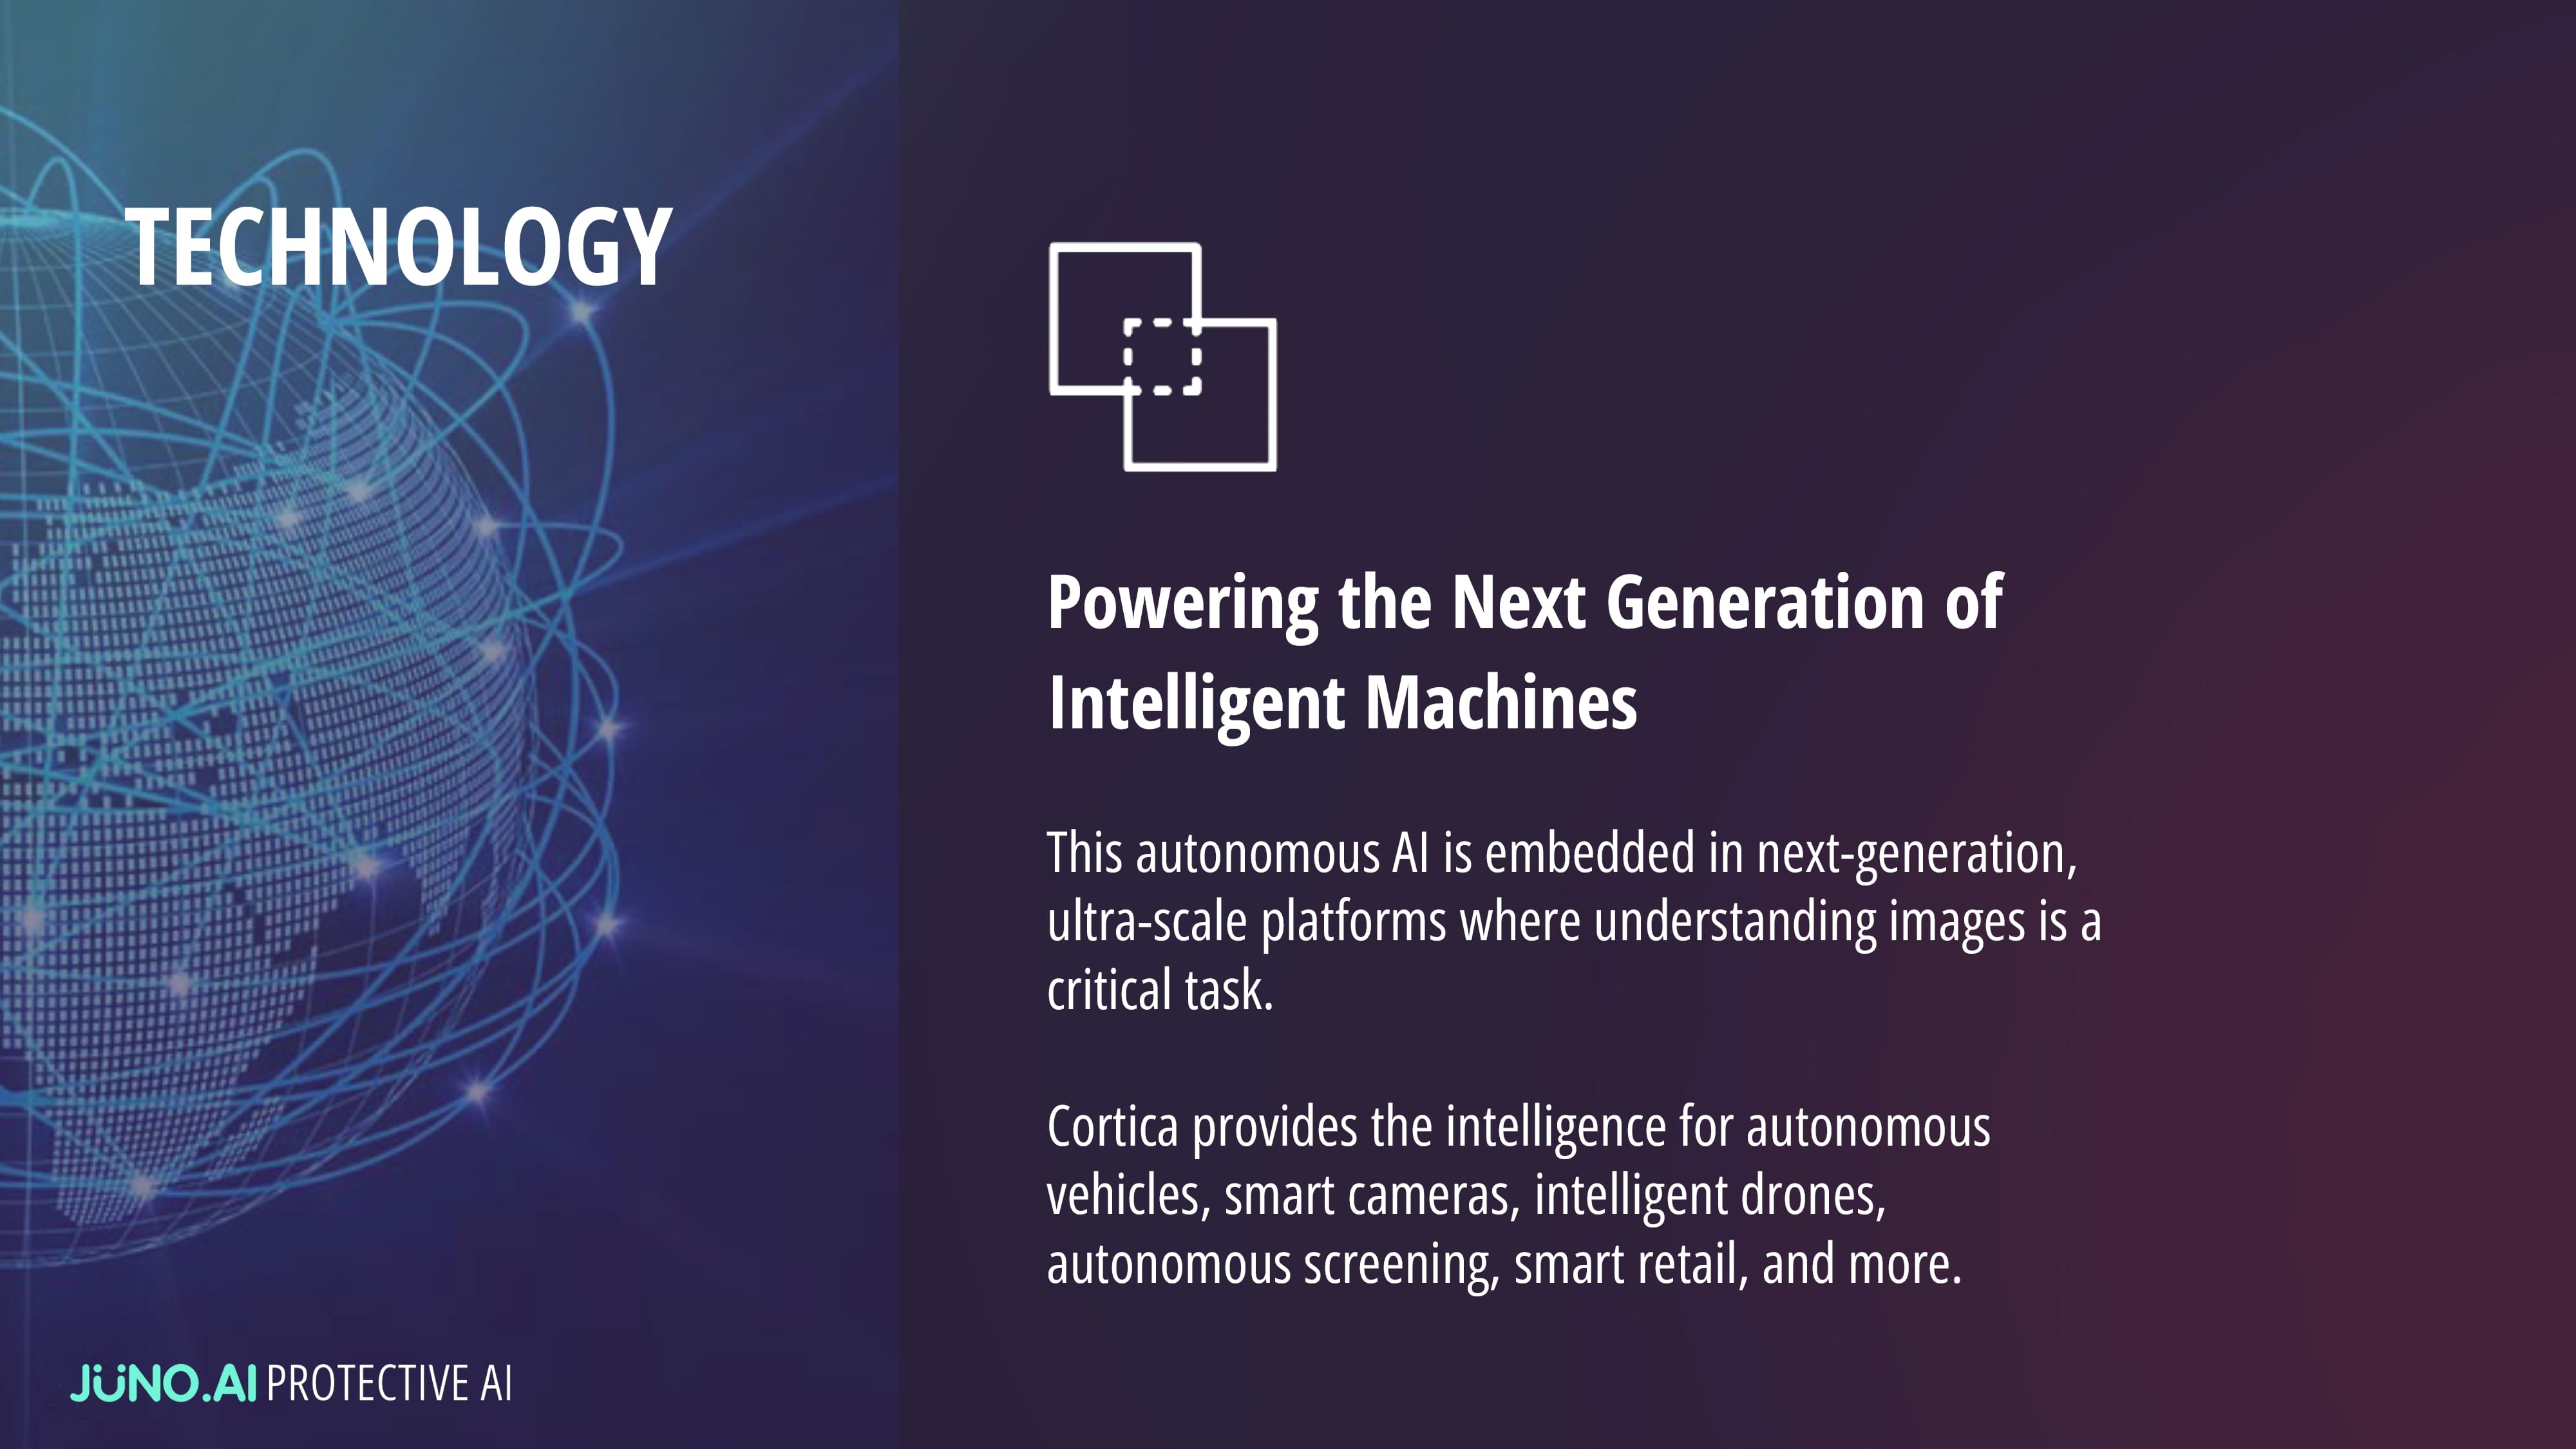 TECHNOLOGY
Powering the Next Generation of
Intelligent Machines
This autonomous AI is embedded in next-generation,
ultra-scale platforms where understanding images is a
critical task.
Cortica provides the intelligence for autonomous
vehicles, smart cameras, intelligent drones,
autonomous screening, smart retail, and more.
JÜNO.AI PROTECTIVE AI